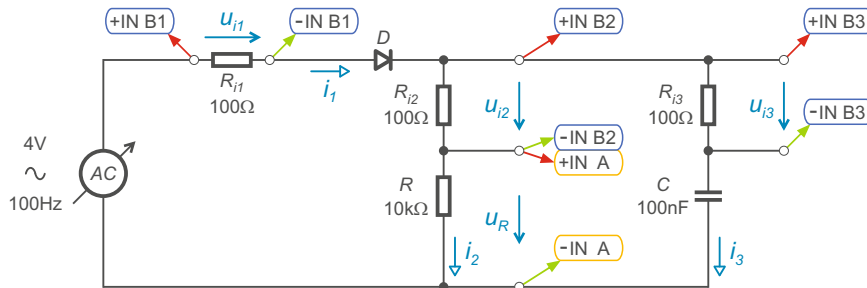 +IN B1
u_i1
-IN B1
D
+IN B2
+IN B3
R_i1
100Ω
i_1
R_i2
100Ω
u_i2
R_i3
100Ω
u_i3
-IN B3
-IN B2
+IN A
4V
~
100Hz
AC
R
10kΩ
u_R
C
100nF
i_2
-IN A
i_3